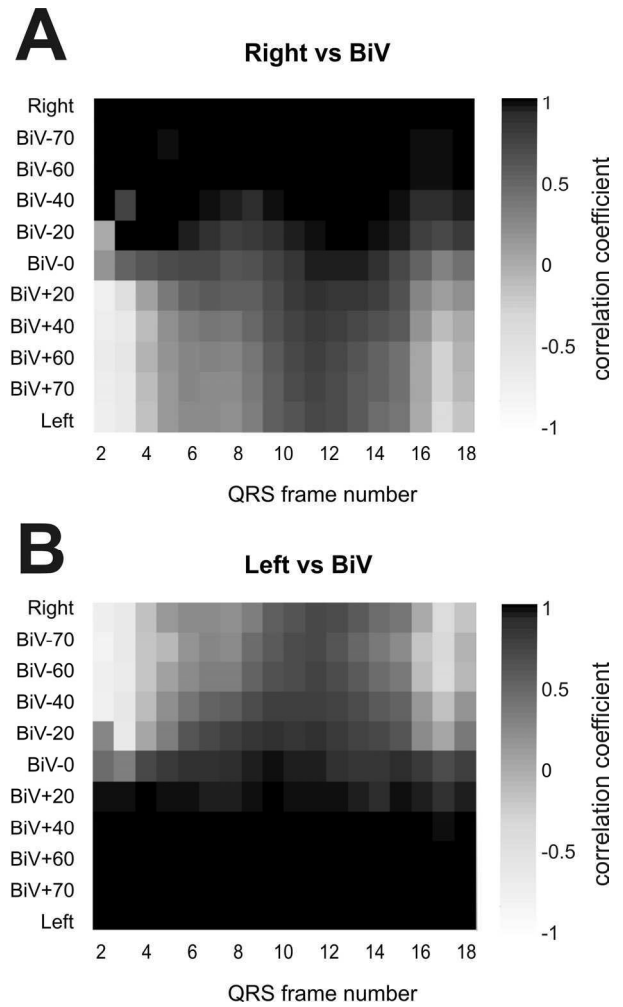 A
Right vs BiV
Right
BiV-70
BiV-60
BiV-40
BiV-20
BiV-0
BiV+20
BiV+40
BiV+60
BiV+70
Left
2 4 6 8 10 12 14 16 18
QRS frame number
1
0.5
0
-0.5
-1
correlation coefficient
B
Left vs BiV
Right
BiV-70
BiV-60
BiV-40
BiV-20
BiV-0
BiV+20
BiV+40
BiV+60
BiV+70
Left
2 4 6 8 10 12 14 16 18
QRS frame number
1
0.5
0
-0.5
-1
correlation coefficient